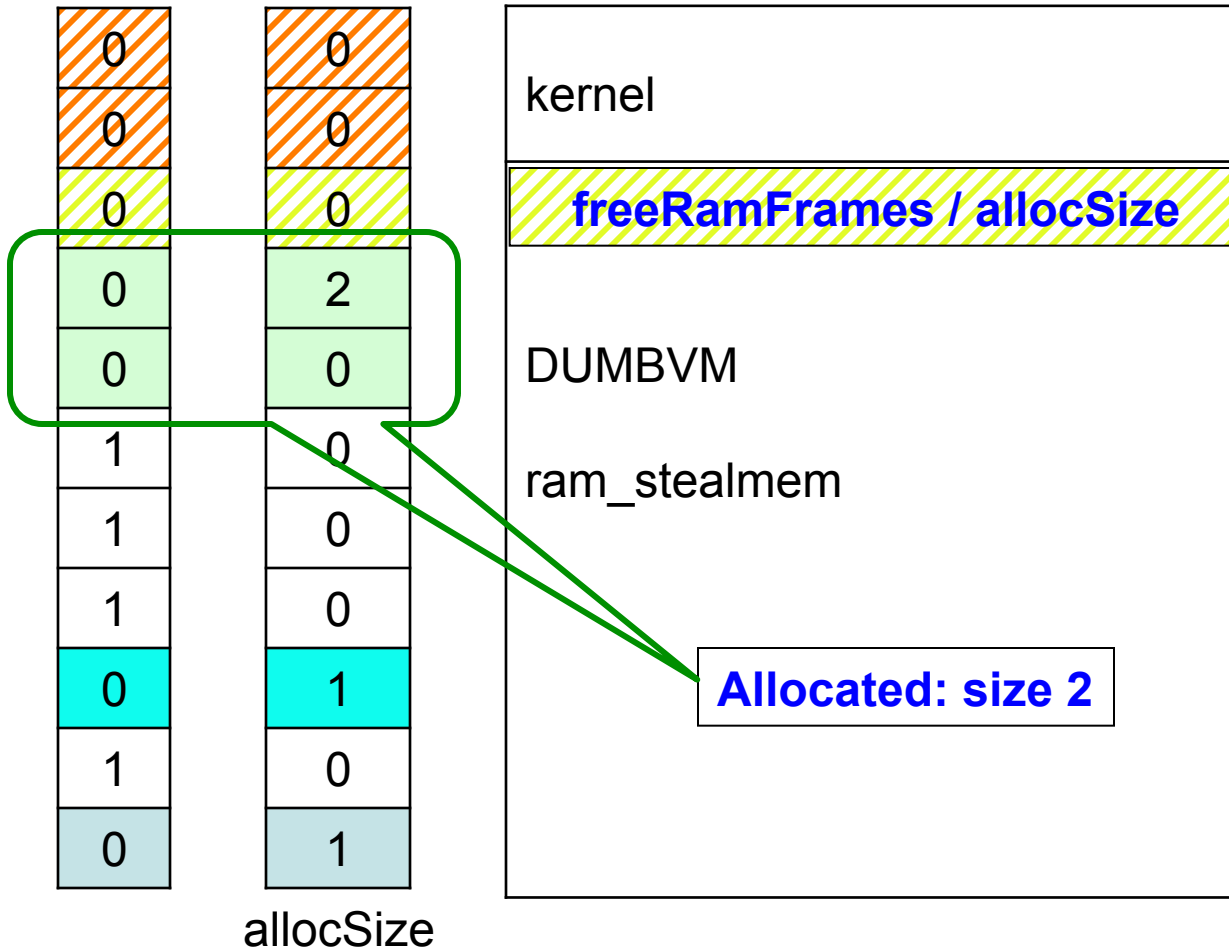 0 0
0 0
kernel
0 0
freeRamFrames / allocSize
0 2
0 0
DUMBVM
1 0
ram_stealmem
1 0
1 0
0 1
Allocated: size 2
1 0
0 1
allocSize